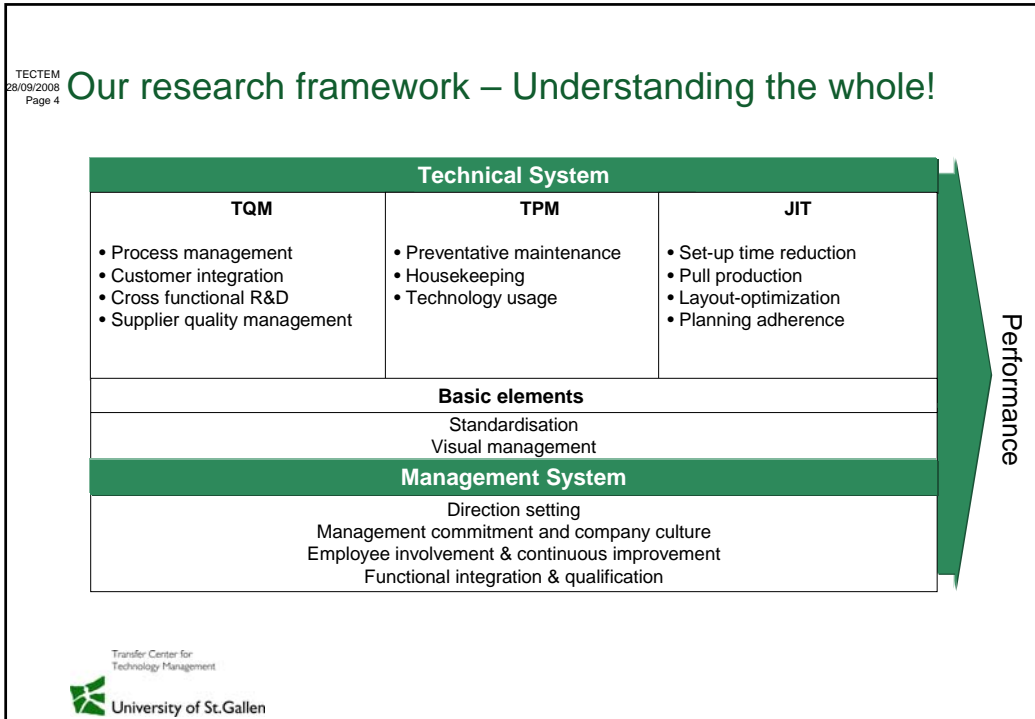 TECTEM
28/09/2008
Page 4
Our research framework – Understanding the whole!
Technical System
TQM
• Process management
• Customer integration
• Cross functional R&D
• Supplier quality management
TPM
• Preventative maintenance
• Housekeeping
• Technology usage
JIT
• Set-up time reduction
• Pull production
• Layout-optimization
• Planning adherence
Basic elements
Standardisation
Visual management
Management System
Direction setting
Management commitment and company culture
Employee involvement & continuous improvement
Functional integration & qualification
Performance
Transfer Center for
Technology Management
University of St.Gallen